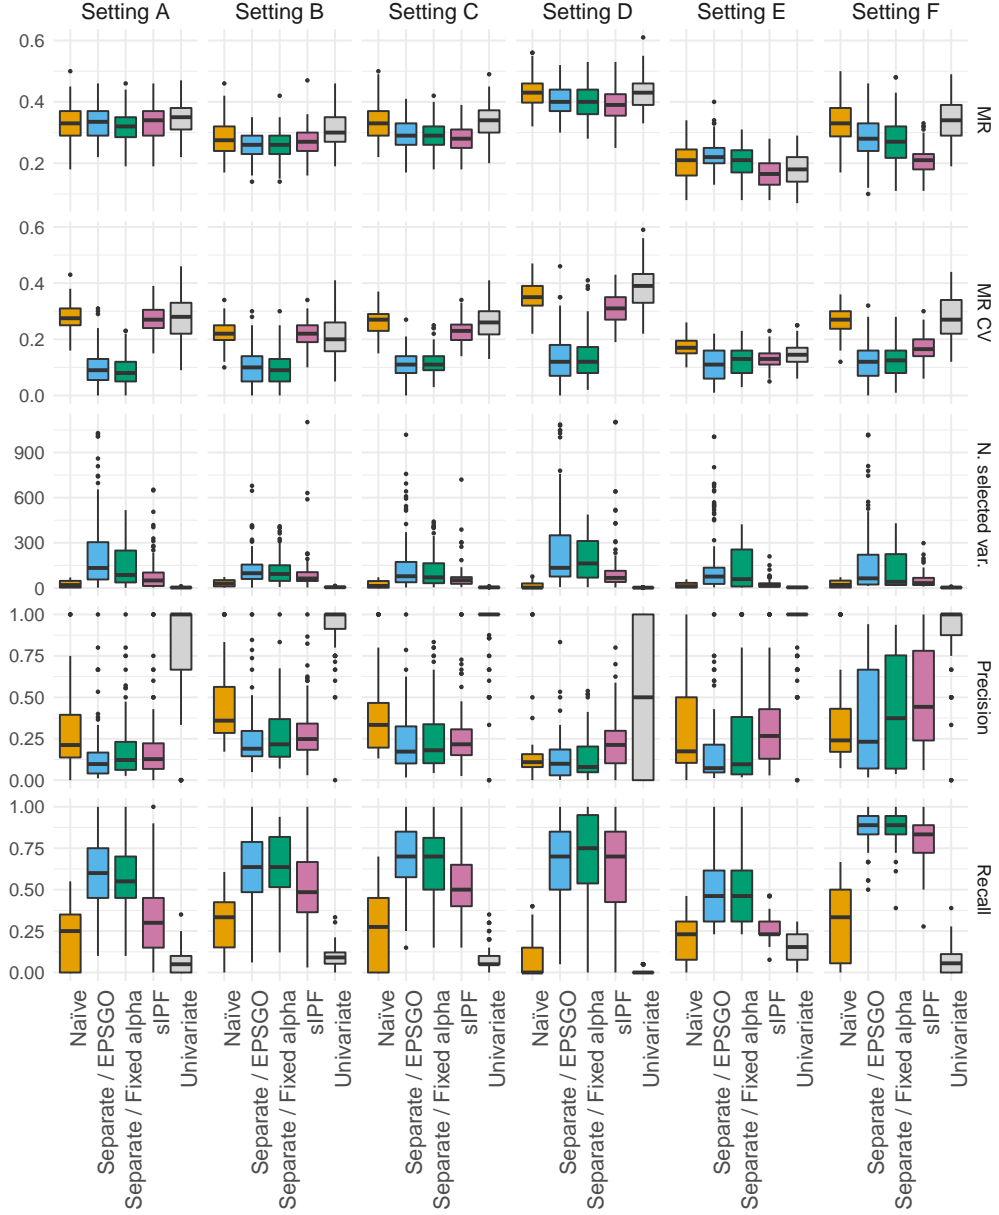 Setting A Setting B Setting C Setting D Setting E Setting F
0.6
0.4
0.2
MR
0.6
0.4
0.2
0.0
MR CV
900
600
300
0
N. selected var.
1.00
0.75
0.50
0.25
0.00
Precision
1.00
0.75
0.50
0.25
0.00
Recall
Naïve
Separate / EPSGO
Separate / Fixed alpha
sIPF
Univariate
Naïve
Separate / EPSGO
Separate / Fixed alpha
sIPF
Univariate
Naïve
Separate / EPSGO
Separate / Fixed alpha
sIPF
Univariate
Naïve
Separate / EPSGO
Separate / Fixed alpha
sIPF
Univariate
Naïve
Separate / EPSGO
Separate / Fixed alpha
sIPF
Univariate
Naïve
Separate / EPSGO
Separate / Fixed alpha
sIPF
Univariate